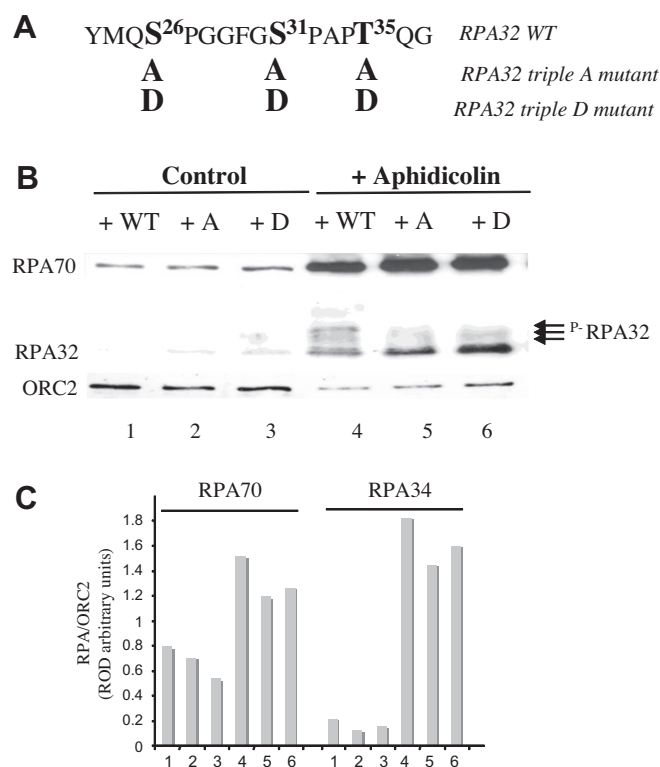 A
YMQS²⁶PGGFGS³¹PAPT³⁵QG RPA32 WT
A A A RPA32 triple A mutant
D D D RPA32 triple D mutant
B
Control + Aphidicolin
+ WT + A + D + WT + A + D
RPA70
P- RPA32
RPA32
ORC2
1 2 3 4 5 6
C
RPA70 RPA34
RPA/ORC2
(ROD arbitrary units)
1.8
1.6
1.4
1.2
1
0.8
0.6
0.4
0.2
0
1 2 3 4 5 6 1 2 3 4 5 6